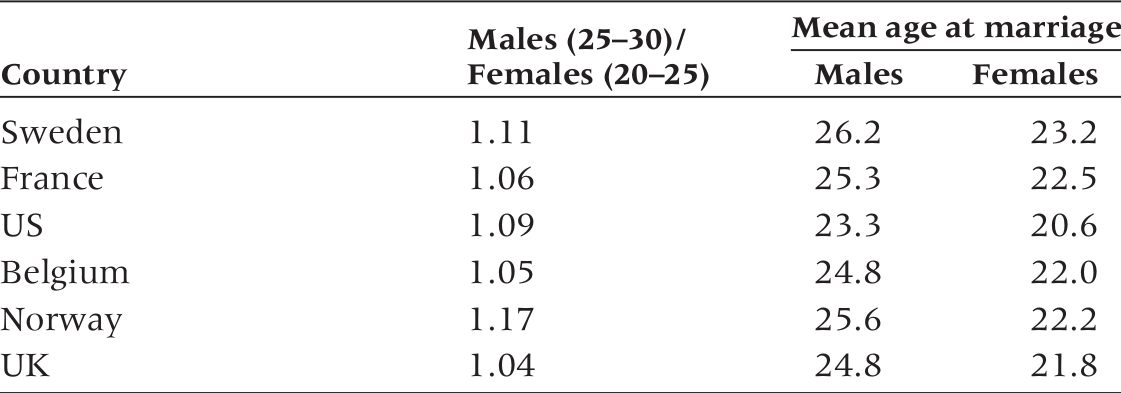 Males (25–30)/ Mean age at marriage
Country Females (20–25) Males Females
Sweden 1.11 26.2 23.2
France 1.06 25.3 22.5
US 1.09 23.3 20.6
Belgium 1.05 24.8 22.0
Norway 1.17 25.6 22.2
UK 1.04 24.8 21.8